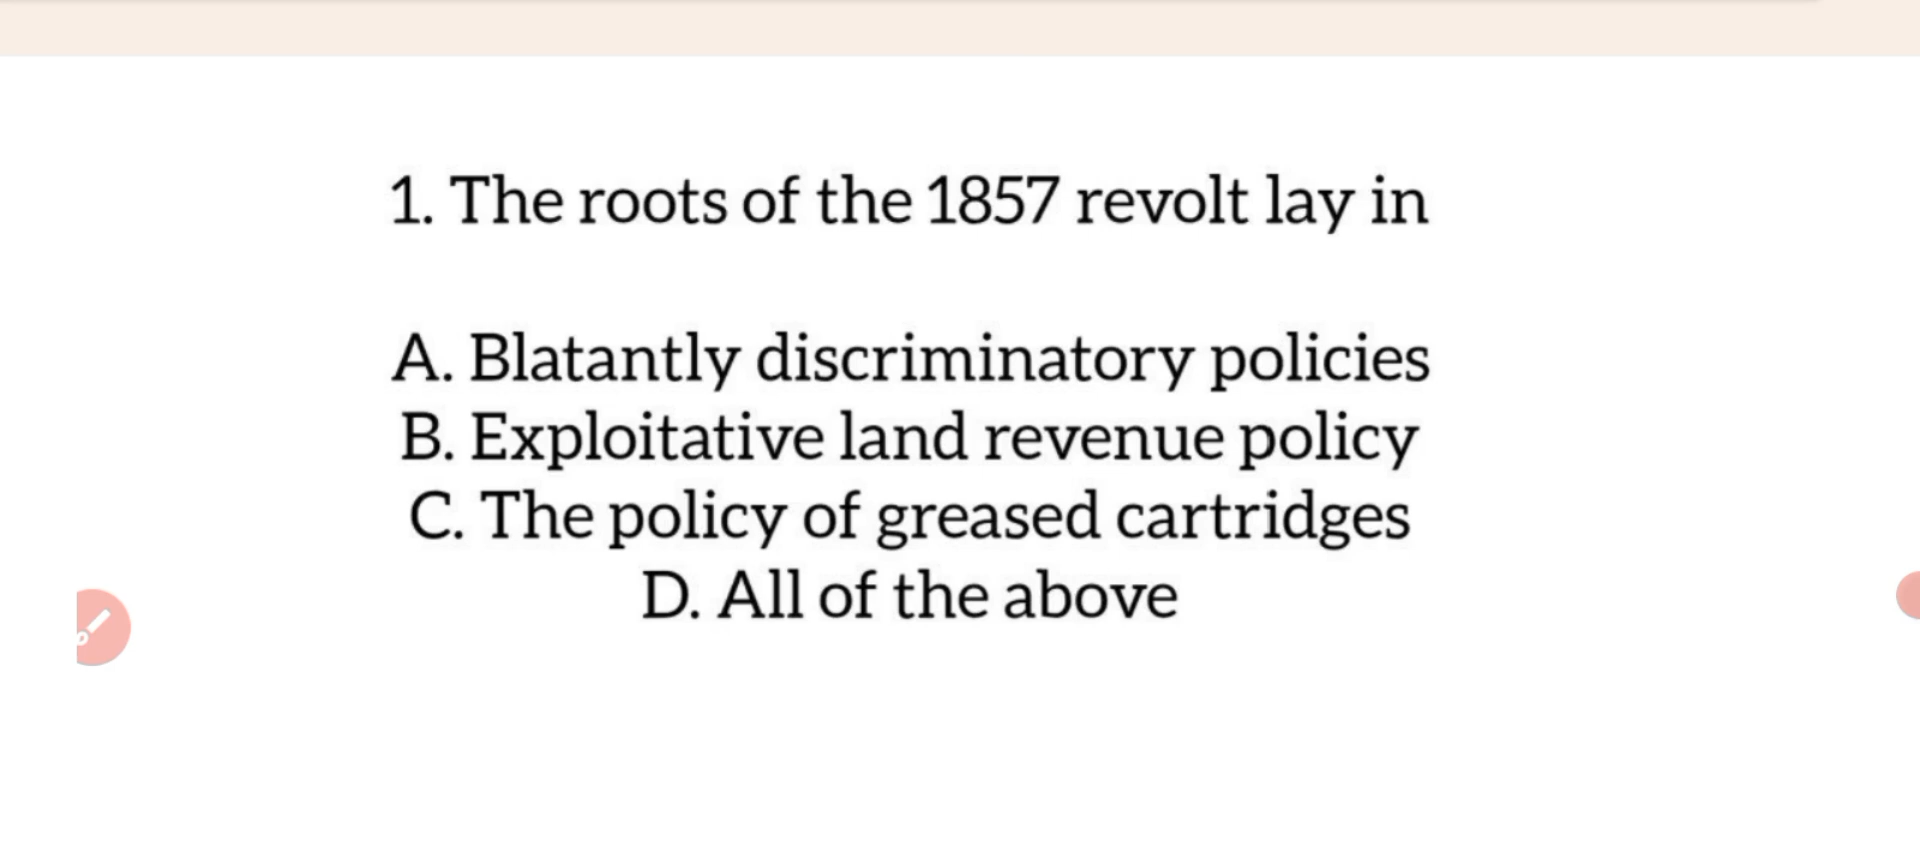 1. The roots of the 1857 revolt lay in
A. Blatantly discriminatory policies
B. Exploitative land revenue policy
C. The policy of greased cartridges
D. All of the above